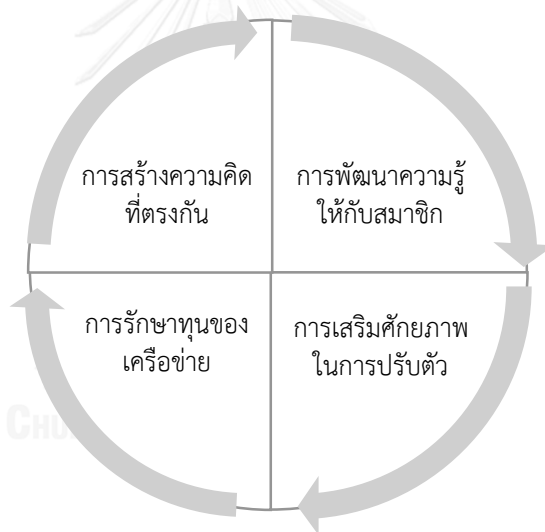 การสร้างความคิด
ที่ตรงกัน
การพัฒนาความรู้
ให้กับสมาชิก
การรักษาทุนของ
เครือข่าย
การเสริมศักยภาพ
ในการปรับตัว